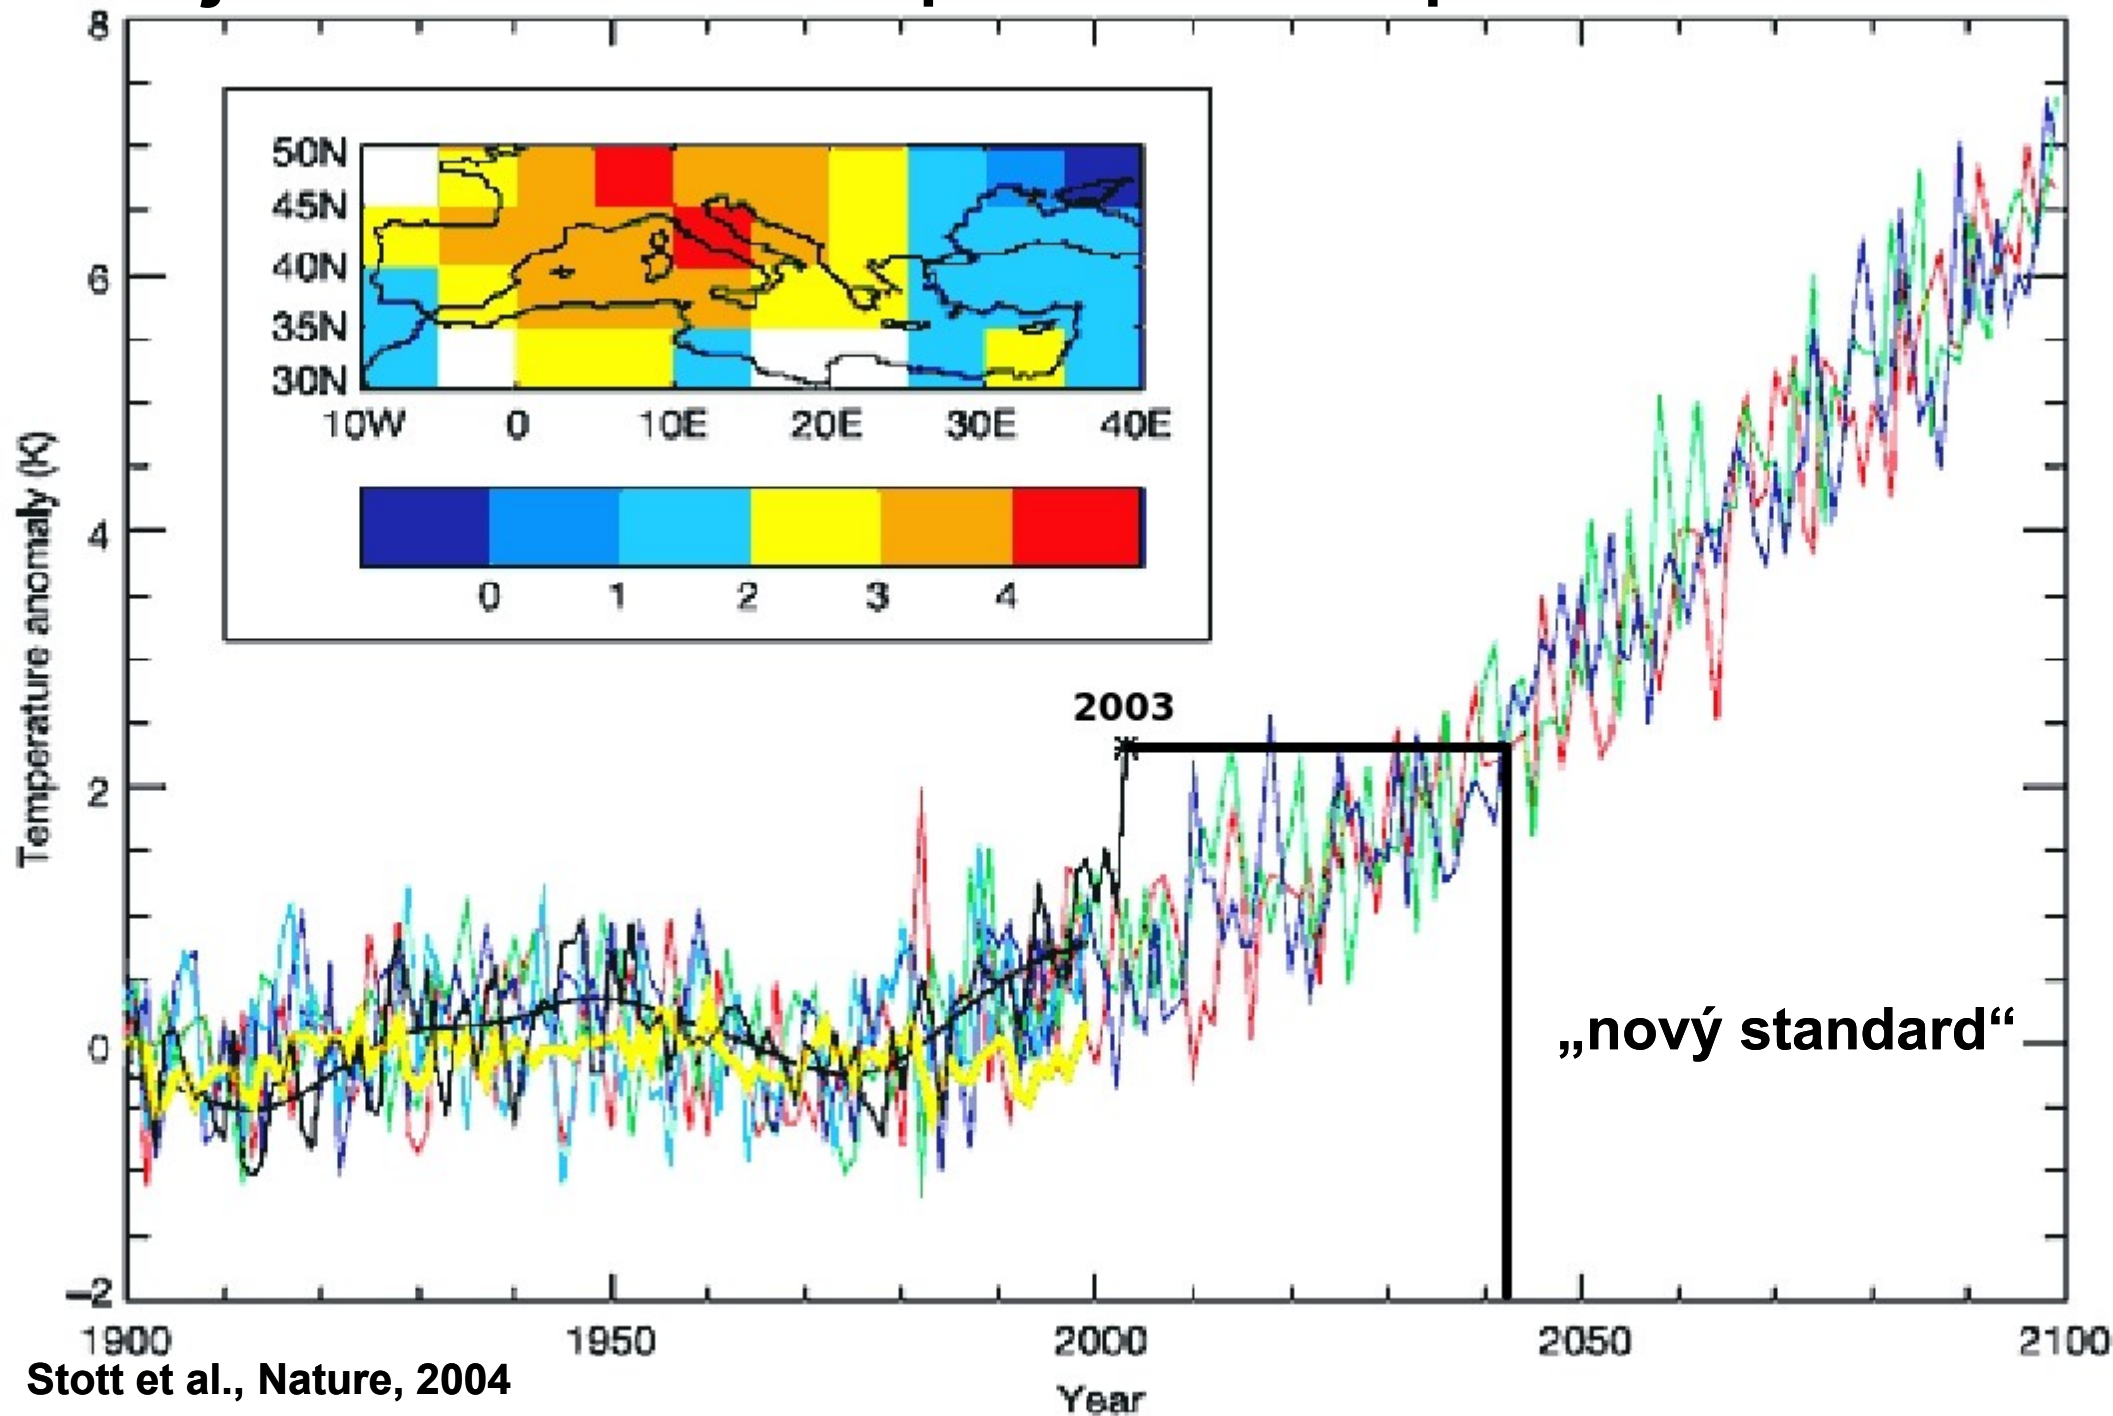 8
6
4
2
0
-2
Temperature anomaly (K)
50N
45N
40N
35N
30N
10W 0 10E 20E 30E 40E
0 1 2 3 4
2003
„nový standard“
1900 1950 2000 2050 2100
Year
Stott et al., Nature, 2004